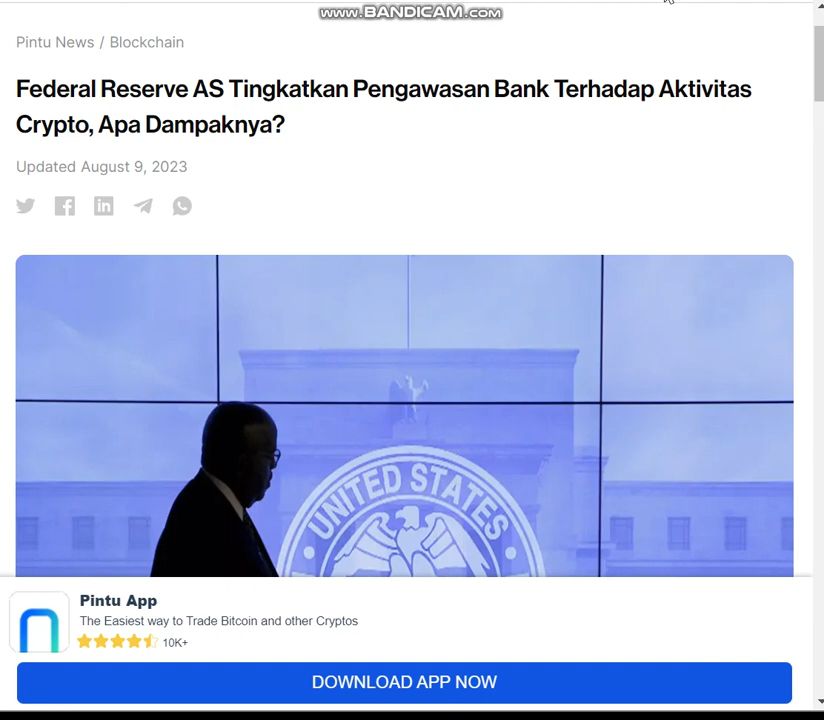 www.BANDICAM.com
Pintu News / Blockchain
Federal Reserve AS Tingkatkan Pengawasan Bank Terhadap Aktivitas
Crypto, Apa Dampaknya?
Updated August 9, 2023
in
UNITED STATES
Pintu App
The Easiest way to Trade Bitcoin and other Cryptos
10K+
DOWNLOAD APP NOW